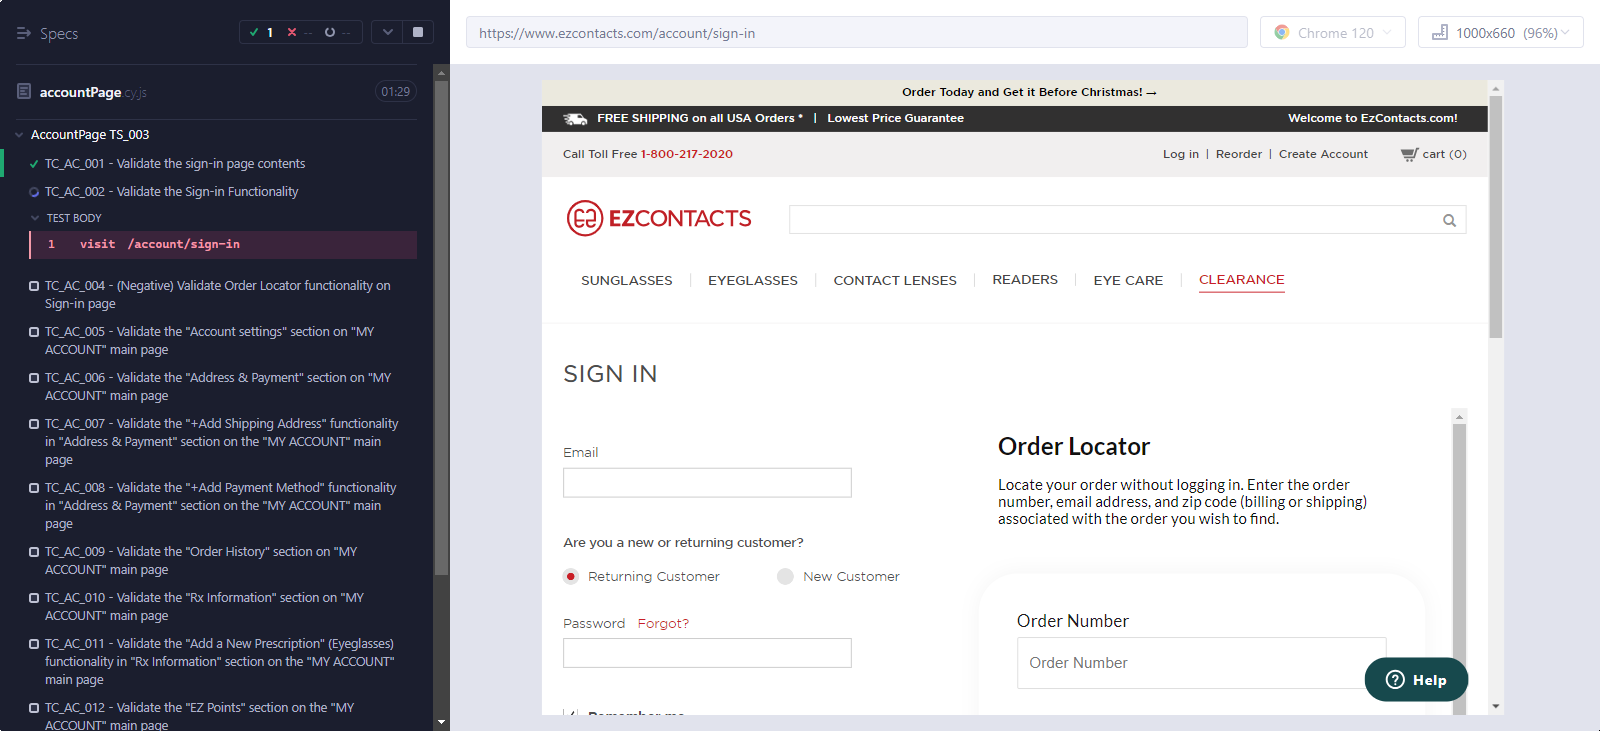 Specs
1
--
--
https://www.ezcontacts.com/account/sign-in
Chrome 120
1000x660 (96%)
accountPage.cy.js
01:29
AccountPage TS_003
TC_AC_001 - Validate the sign-in page contents
TC_AC_002 - Validate the Sign-in Functionality
TEST BODY
1 visit /account/sign-in
TC_AC_004 - (Negative) Validate Order Locator functionality on
Sign-in page
TC_AC_005 - Validate the "Account settings" section on "MY
ACCOUNT" main page
TC_AC_006 - Validate the "Address & Payment" section on "MY
ACCOUNT" main page
TC_AC_007 - Validate the "+Add Shipping Address" functionality
in "Address & Payment" section on the "MY ACCOUNT" main
page
TC_AC_008 - Validate the "+Add Payment Method" functionality
in "Address & Payment" section on the "MY ACCOUNT" main
page
TC_AC_009 - Validate the "Order History" section on "MY
ACCOUNT" main page
TC_AC_010 - Validate the "Rx Information" section on "MY
ACCOUNT" main page
TC_AC_011 - Validate the "Add a New Prescription" (Eyeglasses)
functionality in "Rx Information" section on the "MY ACCOUNT"
main page
TC_AC_012 - Validate the "EZ Points" section on the "MY
ACCOUNT" main page
Order Today and Get it Before Christmas! →
FREE SHIPPING on all USA Orders * | Lowest Price Guarantee
Welcome to EzContacts.com!
Call Toll Free 1-800-217-2020
Log in | Reorder | Create Account
cart (0)
EZCONTACTS
SUNGLASSES
EYEGLASSES
CONTACT LENSES
READERS
EYE CARE
CLEARANCE
SIGN IN
Email
Are you a new or returning customer?
Returning Customer
New Customer
Password Forgot?
Remember me
Order Locator
Locate your order without logging in. Enter the order
number, email address, and zip code (billing or shipping)
associated with the order you wish to find.
Order Number
Order Number
Help